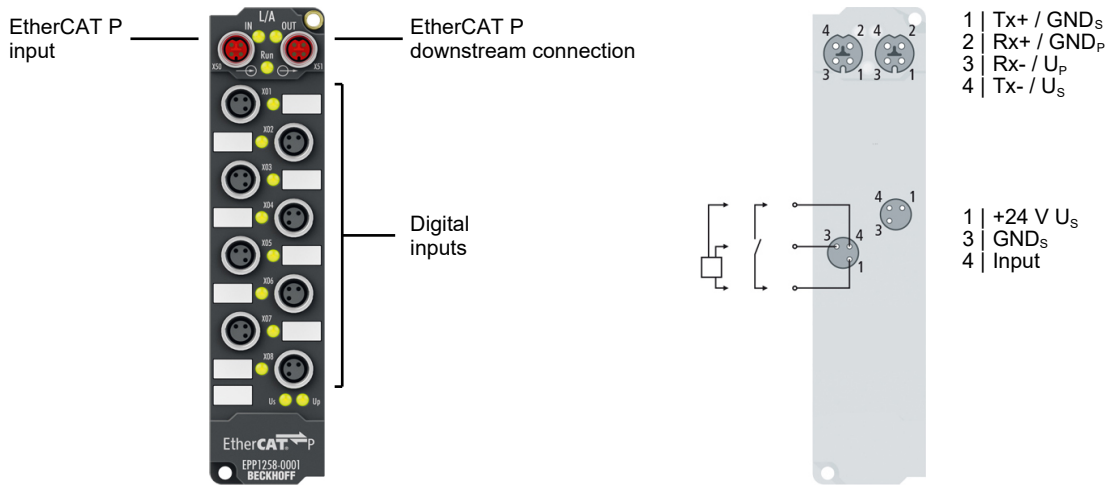 EtherCAT P
input
L/A
IN OUT
Run
X50 X51
EtherCAT P
downstream connection
X01
X02
X03
X04
X05
X06
X07
X08
Us Up
Digital
inputs
EtherCAT P
EPP1258-0001
BECKHOFF
4 2 4 2
3 1 3 1
1 | Tx+ / GNDS
2 | Rx+ / GNDP
3 | Rx- / UP
4 | Tx- / US
4 1
3
3 4
1
1 | +24 V US
3 | GNDS
4 | Input